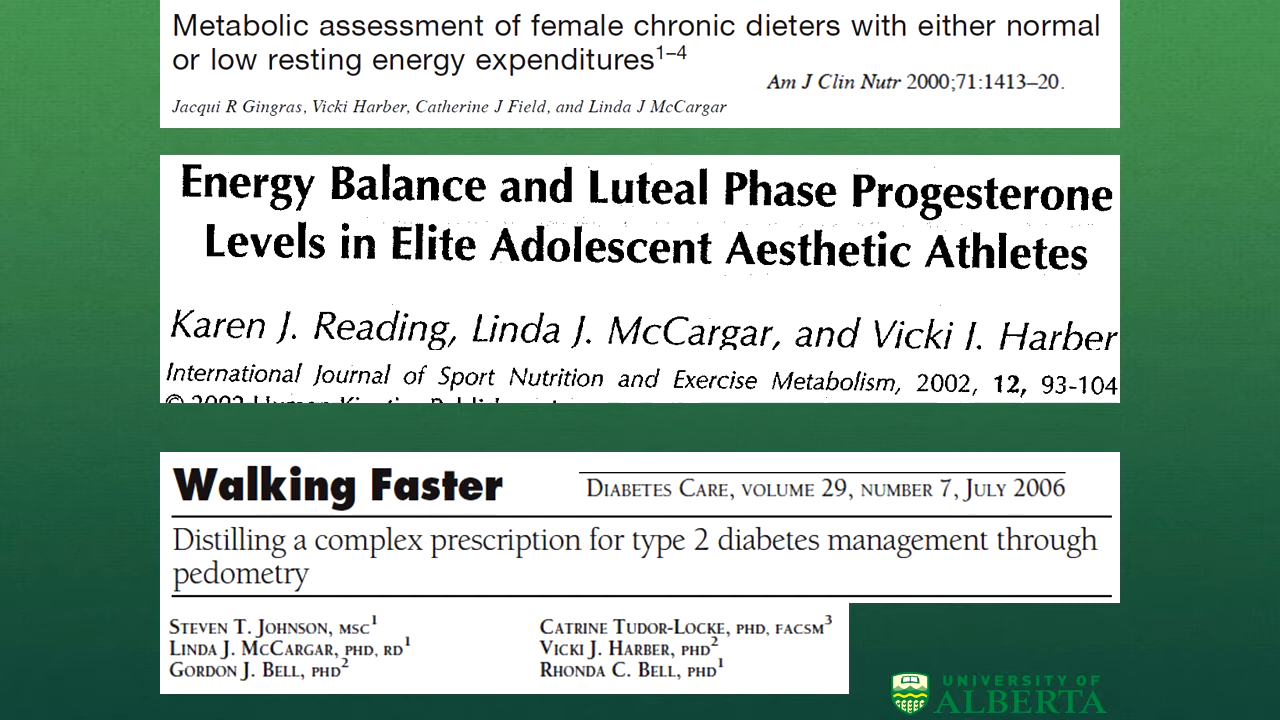 Metabolic assessment of female chronic dieters with either normal
or low resting energy expenditures¹⁻⁴
Am J Clin Nutr 2000;71:1413–20.
Jacqui R Gingras, Vicki Harber, Catherine J Field, and Linda J McCargar
Energy Balance and Luteal Phase Progesterone
Levels in Elite Adolescent Aesthetic Athletes
Karen J. Reading, Linda J. McCargar, and Vicki J. Harber
International Journal of Sport Nutrition and Exercise Metabolism, 2002, 12, 93-104
Walking Faster
DIABETES CARE, VOLUME 29, NUMBER 7, JULY 2006
Distilling a complex prescription for type 2 diabetes management through
pedometry
STEVEN T. JOHNSON, MSC¹
LINDA J. MCCARGAR, PHD, RD¹
GORDON J. BELL, PHD²
CATRINE TUDOR-LOCKE, PHD, FACSM³
VICKI J. HARBER, PHD²
RHONDA C. BELL, PHD¹
UNIVERSITY OF
ALBERTA